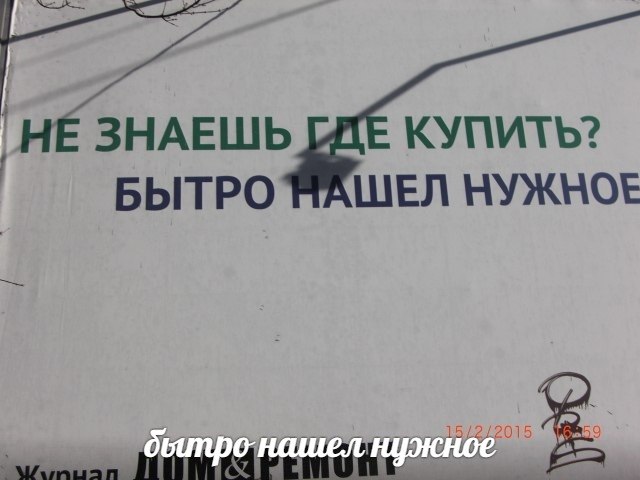 НЕ ЗНАЕШЬ ГДЕ КУПИТЬ?
БЫТРО НАШЕЛ НУЖНОЕ
15/2/2015 16:59
бытро нашел нужное
Журнал ДОМ&РЕМОНТ